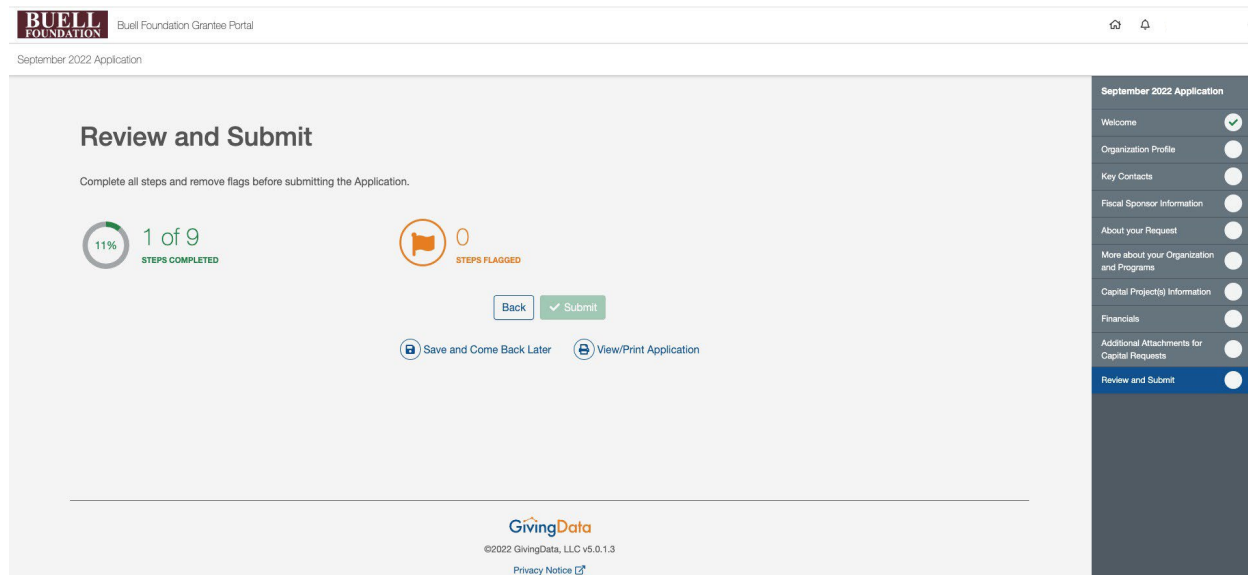 BUELL
FOUNDATION
Buell Foundation Grantee Portal
September 2022 Application
Review and Submit
Complete all steps and remove flags before submitting the Application.
11%
1 of 9
STEPS COMPLETED
0
STEPS FLAGGED
Back
Submit
Save and Come Back Later
View/Print Application
GivingData
©2022 GivingData, LLC v5.0.1.3
Privacy Notice
September 2022 Application
Welcome
Organization Profile
Key Contacts
Fiscal Sponsor Information
About your Request
More about your Organization
and Programs
Capital Project(s) Information
Financials
Additional Attachments for
Capital Requests
Review and Submit